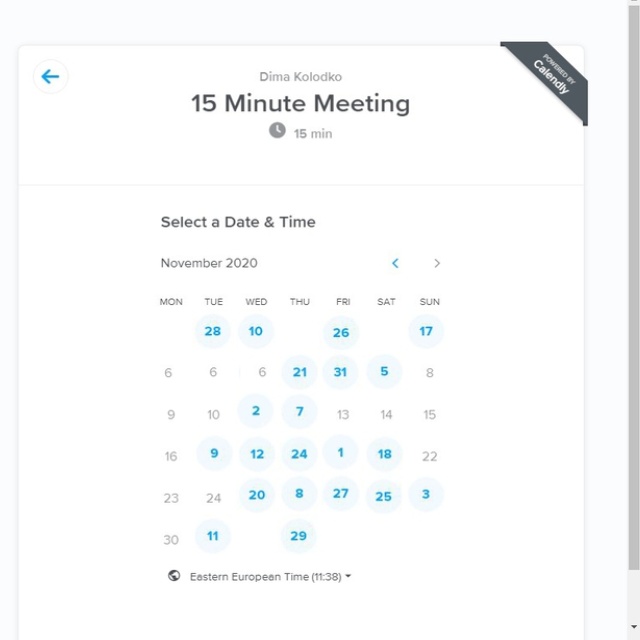 POWERED BY
Calendly
Dima Kolodko
15 Minute Meeting
15 min
Select a Date & Time
November 2020
MON TUE WED THU FRI SAT SUN
28 10 26 17
6 6 6 21 31 5 8
9 10 2 7 13 14 15
16 9 12 24 1 18 22
23 24 20 8 27 25 3
30 11 29
Eastern European Time (11:38)